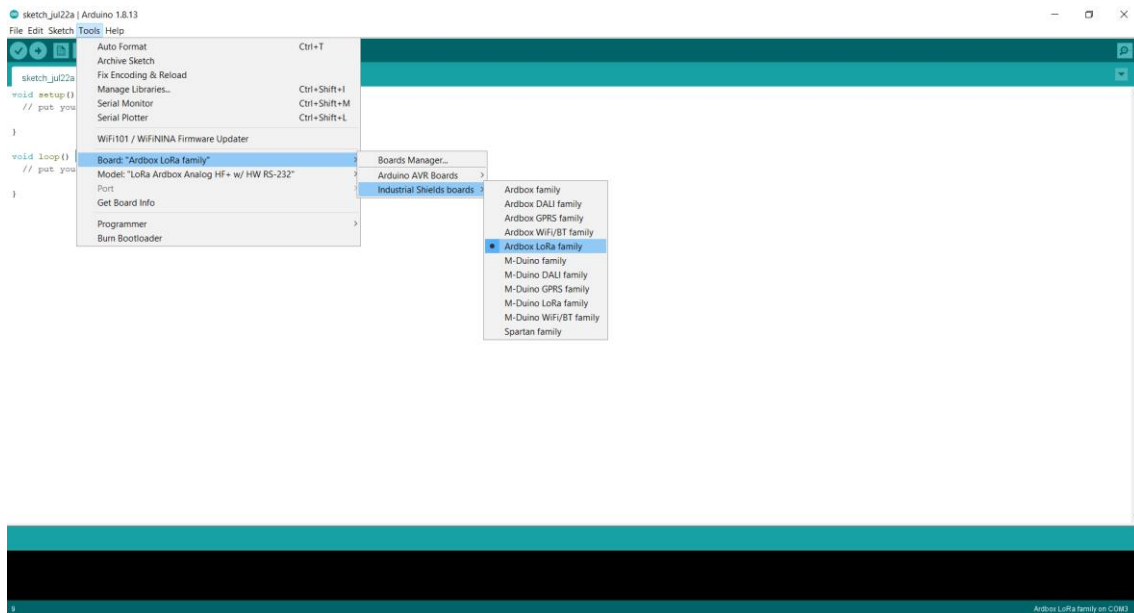 sketch_jul22a | Arduino 1.8.13
File Edit Sketch Tools Help
sketch_jul22a
void setup()
// put you
}
void loop()
// put you
}
Auto Format Ctrl+T
Archive Sketch
Fix Encoding & Reload
Manage Libraries... Ctrl+Shift+I
Serial Monitor Ctrl+Shift+M
Serial Plotter Ctrl+Shift+L
WiFi101 / WiFiNINA Firmware Updater
Board: "Ardbox LoRa family"
Model: "LoRa Ardbox Analog HF+ w/ HW RS-232"
Port
Get Board Info
Programmer
Burn Bootloader
Boards Manager...
Arduino AVR Boards
Industrial Shields boards
Ardbox family
Ardbox DALI family
Ardbox GPRS family
Ardbox WiFi/BT family
Ardbox LoRa family
M-Duino family
M-Duino DALI family
M-Duino GPRS family
M-Duino LoRa family
M-Duino WiFi/BT family
Spartan family
9
Ardbox LoRa family on COM3